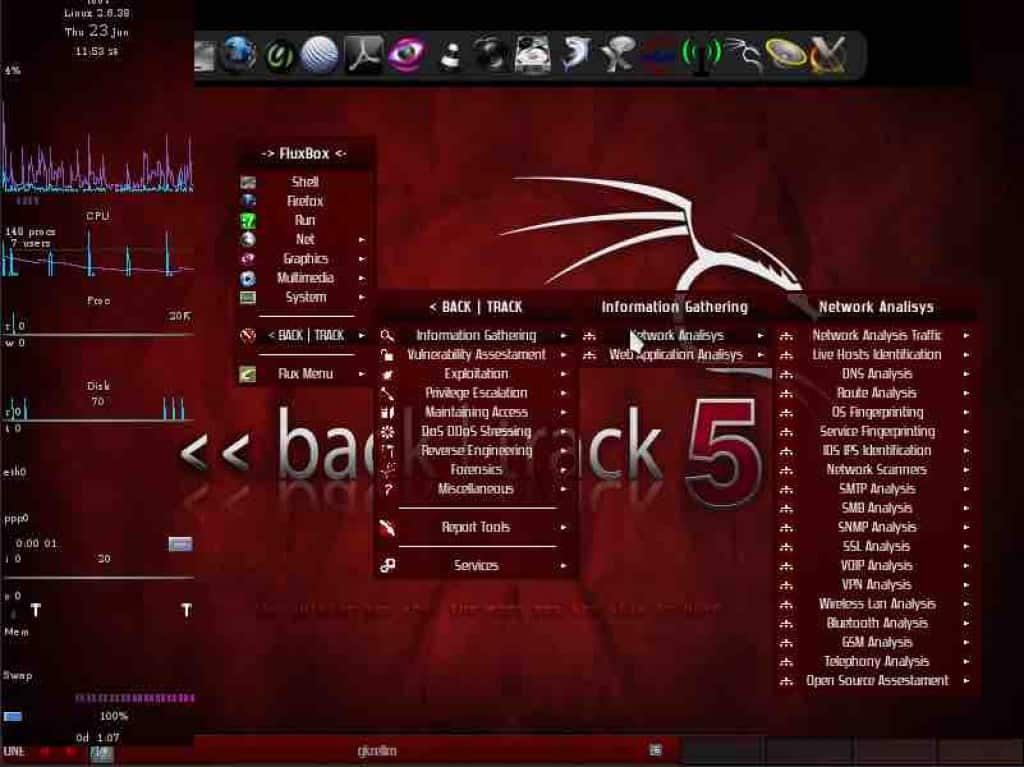 Linux 2.6.38
Thu 23 Jun
11:53
4%
CPU
140 procs
7 users
Proc
20K
r 0
w 0
Disk
70
eth0
ppp0
0:00 01
20
Mem
Swap
100%
0d 1:07
-> FluxBox <-
Shell
Firefox
Run
Net
Graphics
Multimedia
System
< BACK | TRACK
Flux Menu
< BACK | TRACK
Information Gathering
Vulnerability Assestament
Exploitation
Privilege Escalation
Maintaining Access
DoS DDoS Stressing
Reverse Engineering
Forensics
Miscellaneous
Report Tools
Services
Information Gathering
Network Analisys
Web Application Analisys
Network Analisys
Network Analysis Traffic
Live Hosts Identification
DNS Analysis
Route Analysis
OS Fingerprinting
Service Fingerprinting
IDS IPS Identification
Network Scanners
SMTP Analysis
SMB Analysis
SNMP Analysis
SSL Analysis
VOIP Analysis
VPN Analysis
Wireless Lan Analysis
Bluetooth Analysis
GSM Analysis
Telephony Analysis
Open Source Assestament
<< back track 5
ONE
gkrellm